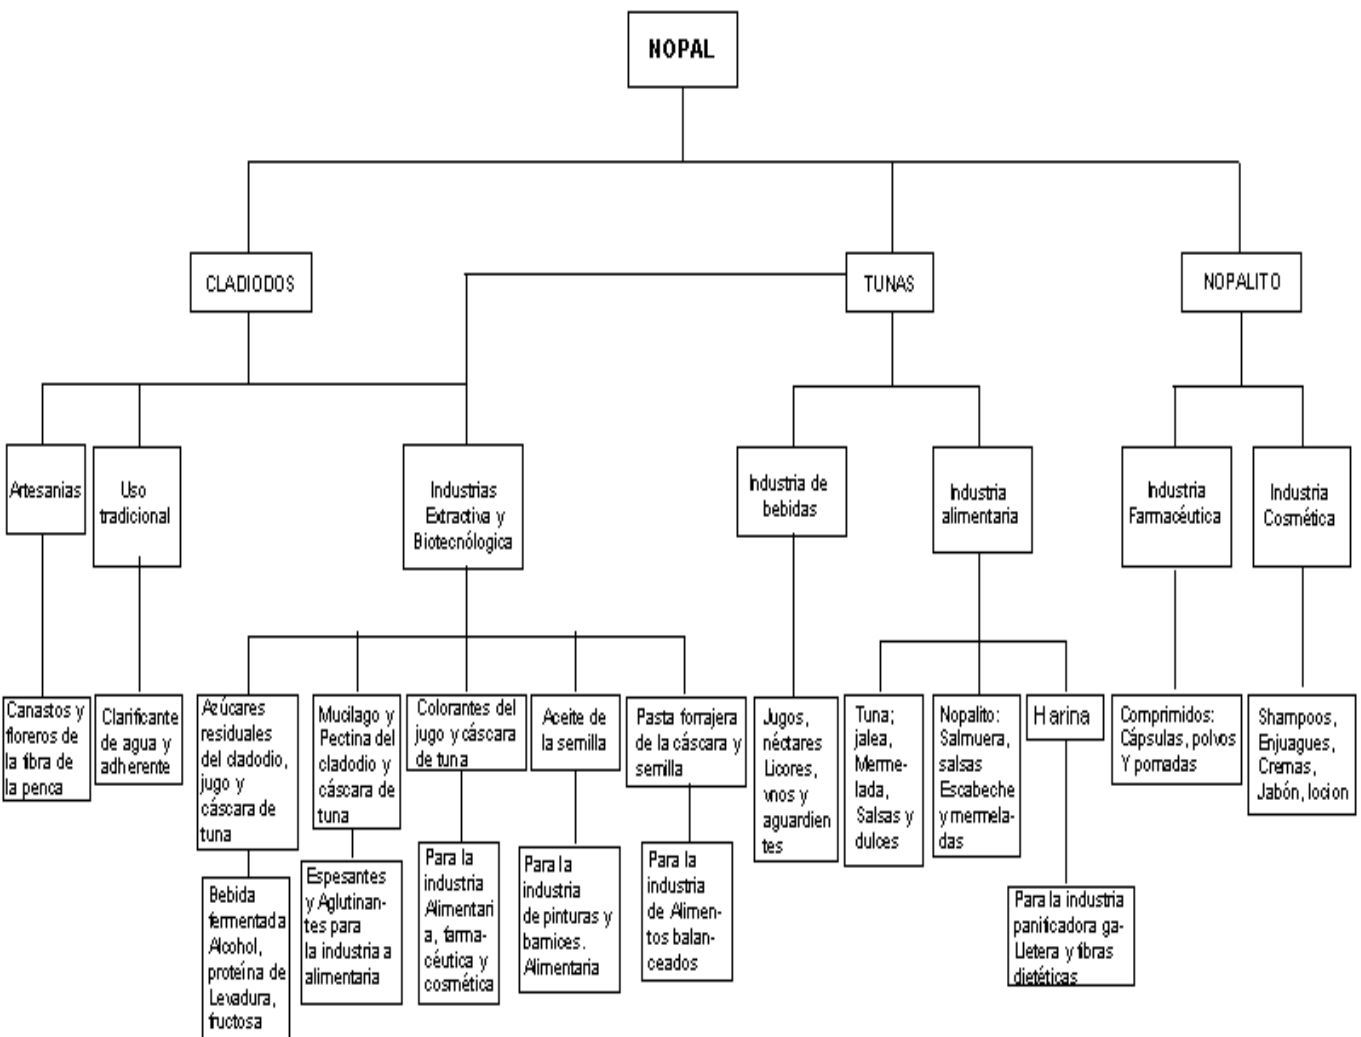 NOPAL
CLADIODOS
TUNAS
NOPALITO
Artesanias
Uso
tradicional
Industrias
Extractiva y
Biotecnólogica
Industria de
bebidas
Industria
alimentaria
Industria
Farmacéutica
Industria
Cosmética
Canastos y
floreros de
la fibra de
la penca
Clarificante
de agua y
adherente
Azúcares
residuales
del cladodio,
jugo y
cáscara de
tuna
Mucilago y
Pectina del
cladodio y
cáscara de
tuna
Colorantes del
jugo y cáscara
de tuna
Aceite de
la semilla
Pasta forrajera
de la cáscara y
semilla
Jugos,
néctares
Licores,
vinos y
aguardien
tes
Tuna;
jalea,
Merme-
lada,
Salsas y
dulces
Nopalito:
Salmuera,
salsas
Escabeche
y mermela-
das
Harina
Comprimidos:
Cápsulas, polvos
Y pomadas
Shampoos,
Enjuagues,
Cremas,
Jabón, locion
Bebida
fermentada
Alcohol,
proteína de
Levadura,
fructosa
Espesantes
y Aglutinan-
tes para
la industria a
alimentaria
Para la
industria
Alimentari
a, farma-
céutica y
cosmética
Para la
industria
de pinturas y
barnices.
Alimentaria
Para la
industria
de Alimen-
tos balan-
ceados
Para la industria
panificadora ga-
Lletera y fibras
dietéticas